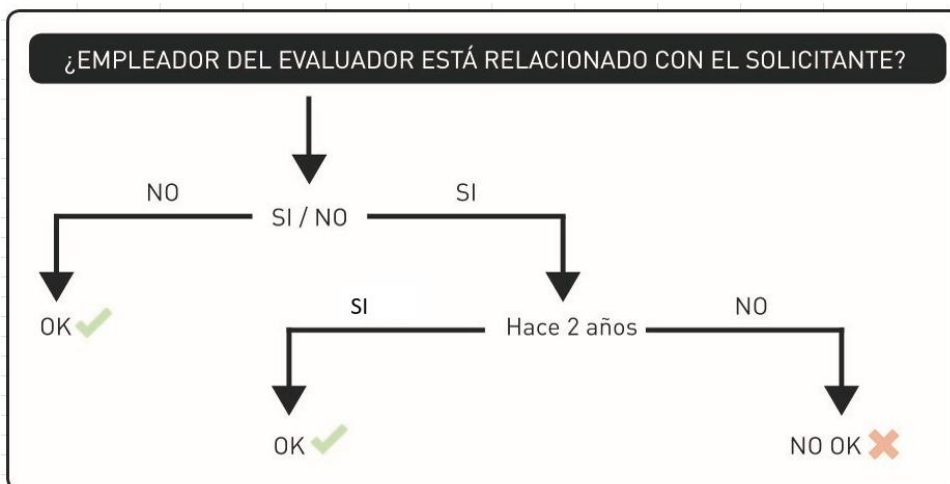 ¿EMPLEADOR DEL EVALUADOR ESTÁ RELACIONADO CON EL SOLICITANTE?
NO
SI / NO
SI
OK
SI
Hace 2 años
NO
OK
NO OK